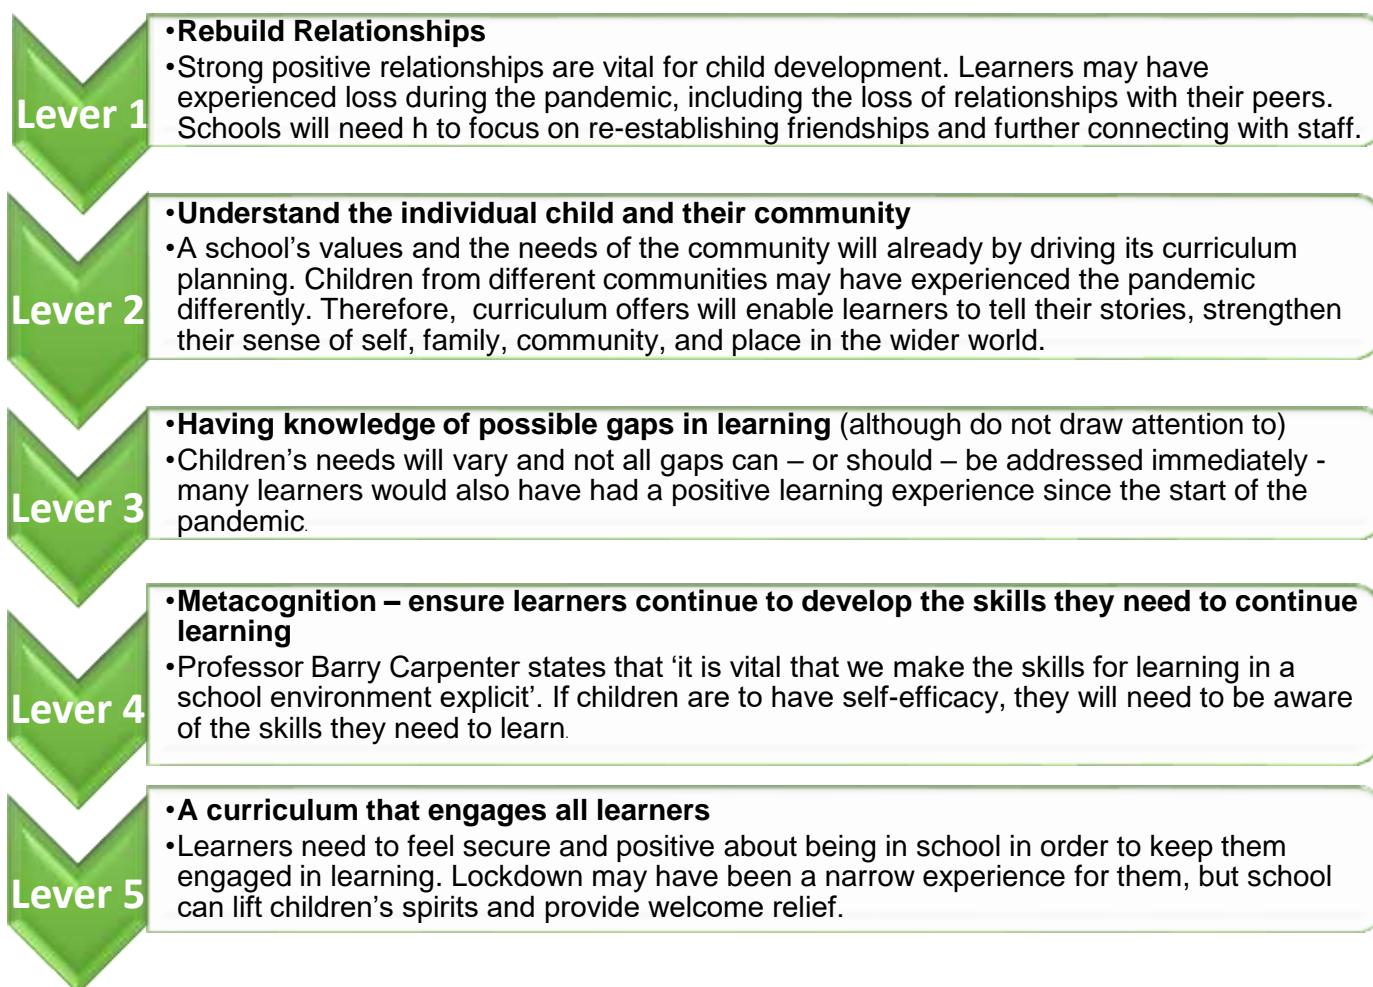 Lever 1
•Rebuild Relationships
•Strong positive relationships are vital for child development. Learners may have
experienced loss during the pandemic, including the loss of relationships with their peers.
Schools will need h to focus on re-establishing friendships and further connecting with staff.
Lever 2
•Understand the individual child and their community
•A school’s values and the needs of the community will already by driving its curriculum
planning. Children from different communities may have experienced the pandemic
differently. Therefore,  curriculum offers will enable learners to tell their stories, strengthen
their sense of self, family, community, and place in the wider world.
Lever 3
•Having knowledge of possible gaps in learning (although do not draw attention to)
•Children’s needs will vary and not all gaps can – or should – be addressed immediately -
many learners would also have had a positive learning experience since the start of the
pandemic.
Lever 4
•Metacognition – ensure learners continue to develop the skills they need to continue
learning
•Professor Barry Carpenter states that ‘it is vital that we make the skills for learning in a
school environment explicit’. If children are to have self-efficacy, they will need to be aware
of the skills they need to learn.
Lever 5
•A curriculum that engages all learners
•Learners need to feel secure and positive about being in school in order to keep them
engaged in learning. Lockdown may have been a narrow experience for them, but school
can lift children’s spirits and provide welcome relief.